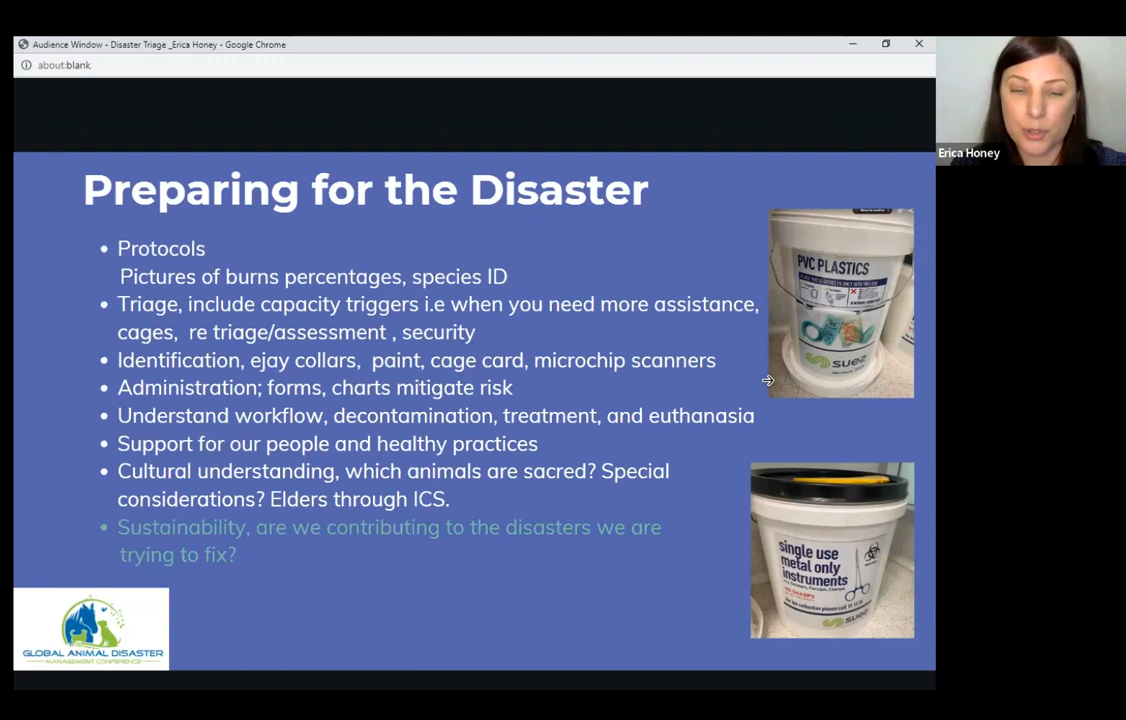 Audience Window - Disaster Triage _Erica Honey - Google Chrome
about:blank
Erica Honey
Preparing for the Disaster
• Protocols
Pictures of burns percentages, species ID
• Triage, include capacity triggers i.e when you need more assistance,
cages, re triage/assessment , security
• Identification, ejay collars, paint, cage card, microchip scanners
• Administration; forms, charts mitigate risk
• Understand workflow, decontamination, treatment, and euthanasia
• Support for our people and healthy practices
• Cultural understanding, which animals are sacred? Special
considerations? Elders through ICS.
• Sustainability, are we contributing to the disasters we are
trying to fix?
PVC PLASTICS
suez
single use
metal only
instruments
NO SHARPS
suez
GLOBAL ANIMAL DISASTER
MANAGEMENT CONFERENCE